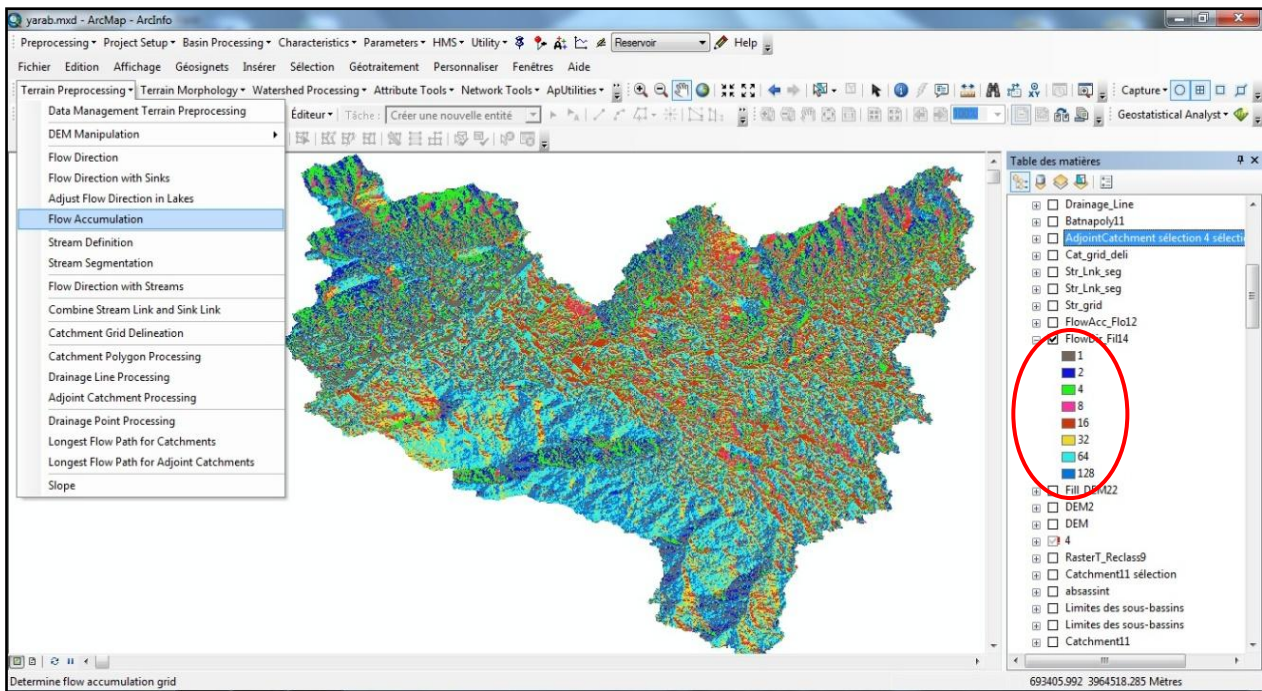 yarab.mxd - ArcMap - ArcInfo
Preprocessing Project Setup Basin Processing Characteristics Parameters HMS Utility Reservoir Help
Fichier Edition Affichage Géosignets Insérer Sélection Géotraitement Personnaliser Fenêtres Aide
Terrain Preprocessing Terrain Morphology Watershed Processing Attribute Tools Network Tools ApUtilities Capture
Éditeur Tâche : Créer une nouvelle entité Geostatistical Analyst
Data Management Terrain Preprocessing
DEM Manipulation
Flow Direction
Flow Direction with Sinks
Adjust Flow Direction in Lakes
Flow Accumulation
Stream Definition
Stream Segmentation
Flow Direction with Streams
Combine Stream Link and Sink Link
Catchment Grid Delineation
Catchment Polygon Processing
Drainage Line Processing
Adjoint Catchment Processing
Drainage Point Processing
Longest Flow Path for Catchments
Longest Flow Path for Adjoint Catchments
Slope
Table des matières
Drainage_Line
Batnapoly11
AdjointCatchment sélection 4 sélecti
Cat_grid_deli
Str_Lnk_seg
Str_Lnk_seg
Str_grid
FlowAcc_Flo12
FlowDir_Fil14
1
2
4
8
16
32
64
128
Fill_DEM22
DEM2
DEM
4
RasterT_Reclass9
Catchment11 sélection
absassint
Limites des sous-bassins
Limites des sous-bassins
Catchment11
Determine flow accumulation grid
693405.992 3964518.285 Mètres